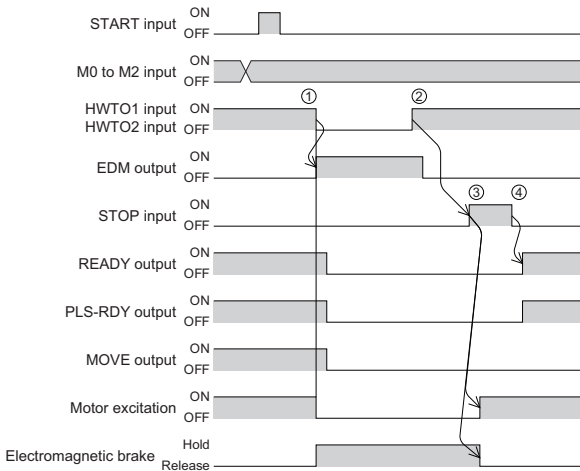 START input ON
OFF
M0 to M2 input ON
OFF
① ②
HWTO1 input ON
HWTO2 input OFF
EDM output ON
OFF
③ ④
STOP input ON
OFF
READY output ON
OFF
PLS-RDY output ON
OFF
MOVE output ON
OFF
Motor excitation ON
OFF
Electromagnetic brake Hold
Release